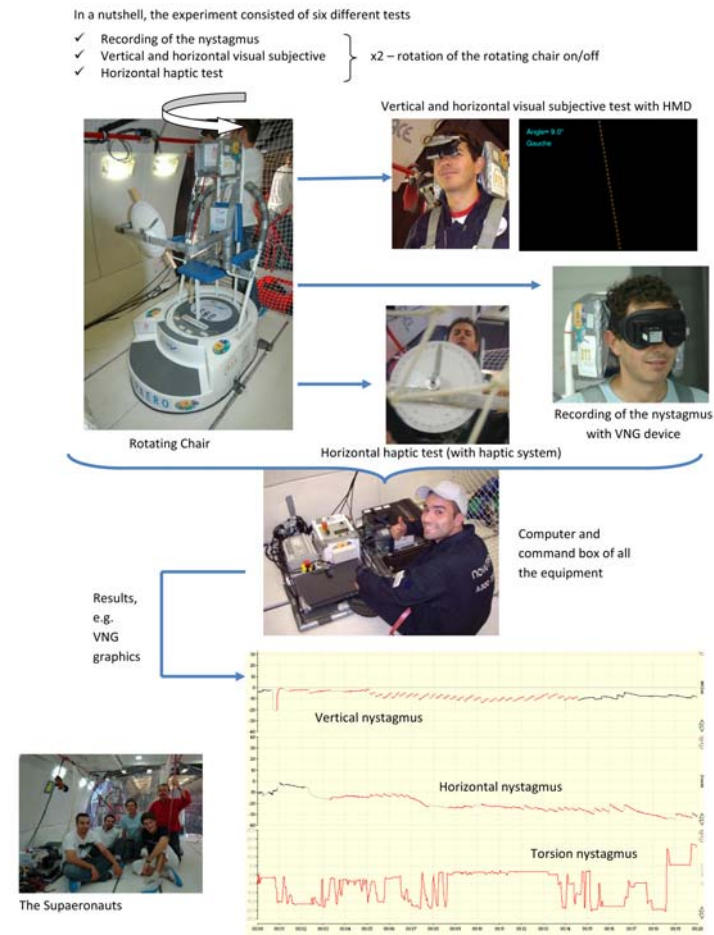 In a nutshell, the experiment consisted of six different tests
✓ Recording of the nystagmus
✓ Vertical and horizontal visual subjective
✓ Horizontal haptic test
x2 – rotation of the rotating chair on/off
Vertical and horizontal visual subjective test with HMD
Angle= 9.0°
Gauche
Rotating Chair
Horizontal haptic test (with haptic system)
Recording of the nystagmus
with VNG device
Computer and
command box of all
the equipment
Results,
e.g.
VNG
graphics
Vertical nystagmus
Horizontal nystagmus
Torsion nystagmus
The Supaeronauts